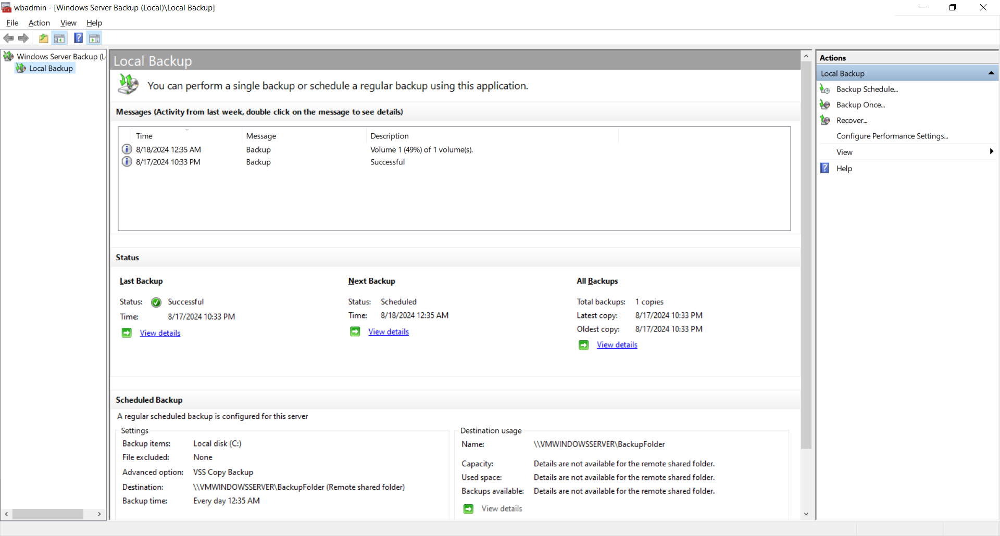 wbadmin - [Windows Server Backup (Local)\Local Backup]
File Action View Help
Windows Server Backup (L
Local Backup
Local Backup
You can perform a single backup or schedule a regular backup using this application.
Messages (Activity from last week, double click on the message to see details)
Time Message Description
8/18/2024 12:35 AM Backup Volume 1 (49%) of 1 volume(s).
8/17/2024 10:33 PM Backup Successful
Status
Last Backup
Status: Successful
Time: 8/17/2024 10:33 PM
View details
Next Backup
Status: Scheduled
Time: 8/18/2024 12:35 AM
View details
All Backups
Total backups: 1 copies
Latest copy: 8/17/2024 10:33 PM
Oldest copy: 8/17/2024 10:33 PM
View details
Scheduled Backup
A regular scheduled backup is configured for this server
Settings
Backup items: Local disk (C:)
File excluded: None
Advanced option: VSS Copy Backup
Destination: \\VMWINDOWSSERVER\BackupFolder (Remote shared folder)
Backup time: Every day 12:35 AM
Destination usage
Name: \\VMWINDOWSSERVER\BackupFolder
Capacity: Details are not available for the remote shared folder.
Used space: Details are not available for the remote shared folder.
Backups available: Details are not available for the remote shared folder.
View details
Actions
Local Backup
Backup Schedule...
Backup Once...
Recover...
Configure Performance Settings...
View
Help